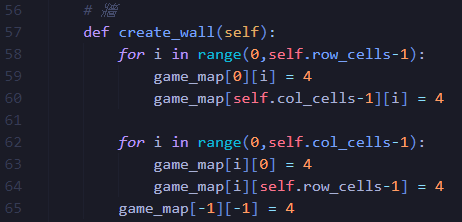 56 # 牆
57 def create_wall(self):
58 for i in range(0,self.row_cells-1):
59 game_map[0][i] = 4
60 game_map[self.col_cells-1][i] = 4
61
62 for i in range(0,self.col_cells-1):
63 game_map[i][0] = 4
64 game_map[i][self.row_cells-1] = 4
65 game_map[-1][-1] = 4